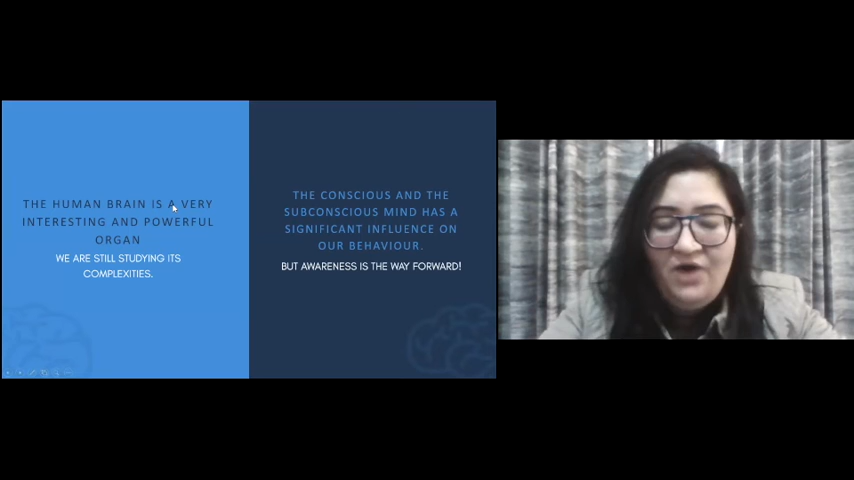 THE HUMAN BRAIN IS A VERY
INTERESTING AND POWERFUL
ORGAN
WE ARE STILL STUDYING ITS
COMPLEXITIES.
THE CONSCIOUS AND THE
SUBCONSCIOUS MIND HAS A
SIGNIFICANT INFLUENCE ON
OUR BEHAVIOUR.
BUT AWARENESS IS THE WAY FORWARD!